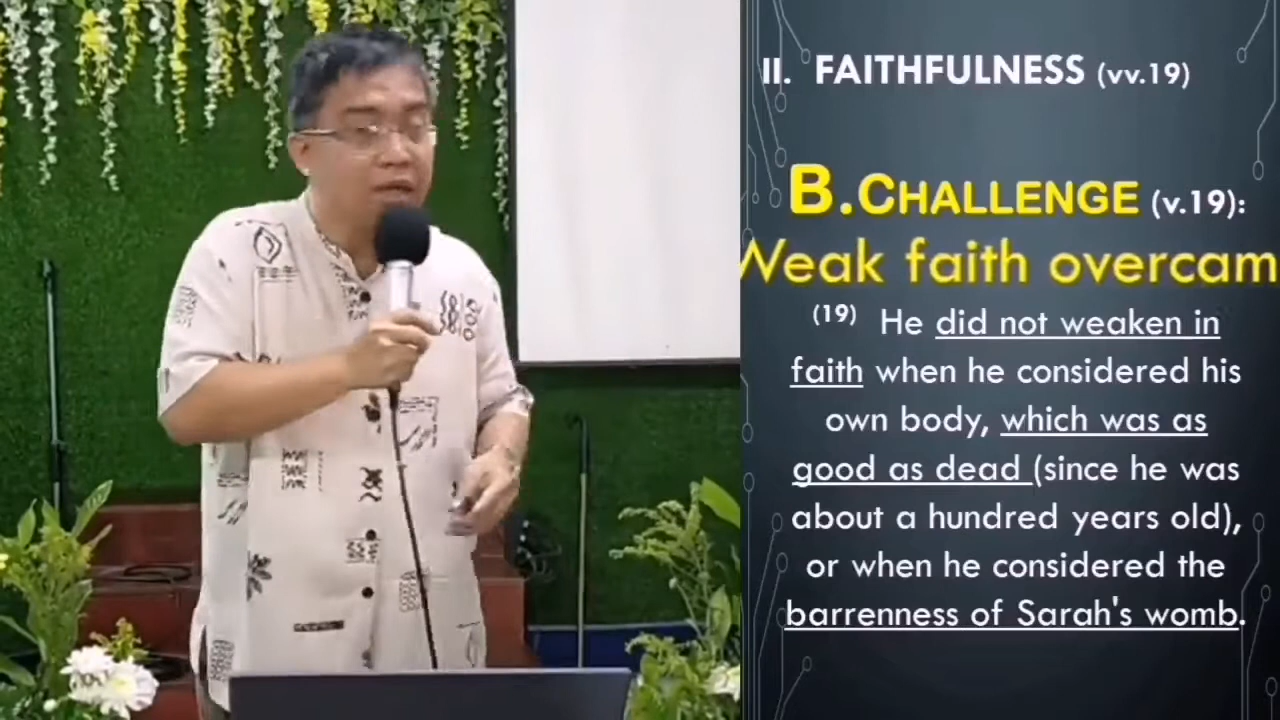 II. FAITHFULNESS (vv.19)
B.CHALLENGE (v.19):
Weak faith overcam
(19) He did not weaken in
faith when he considered his
own body, which was as
good as dead (since he was
about a hundred years old),
or when he considered the
barrenness of Sarah's womb.